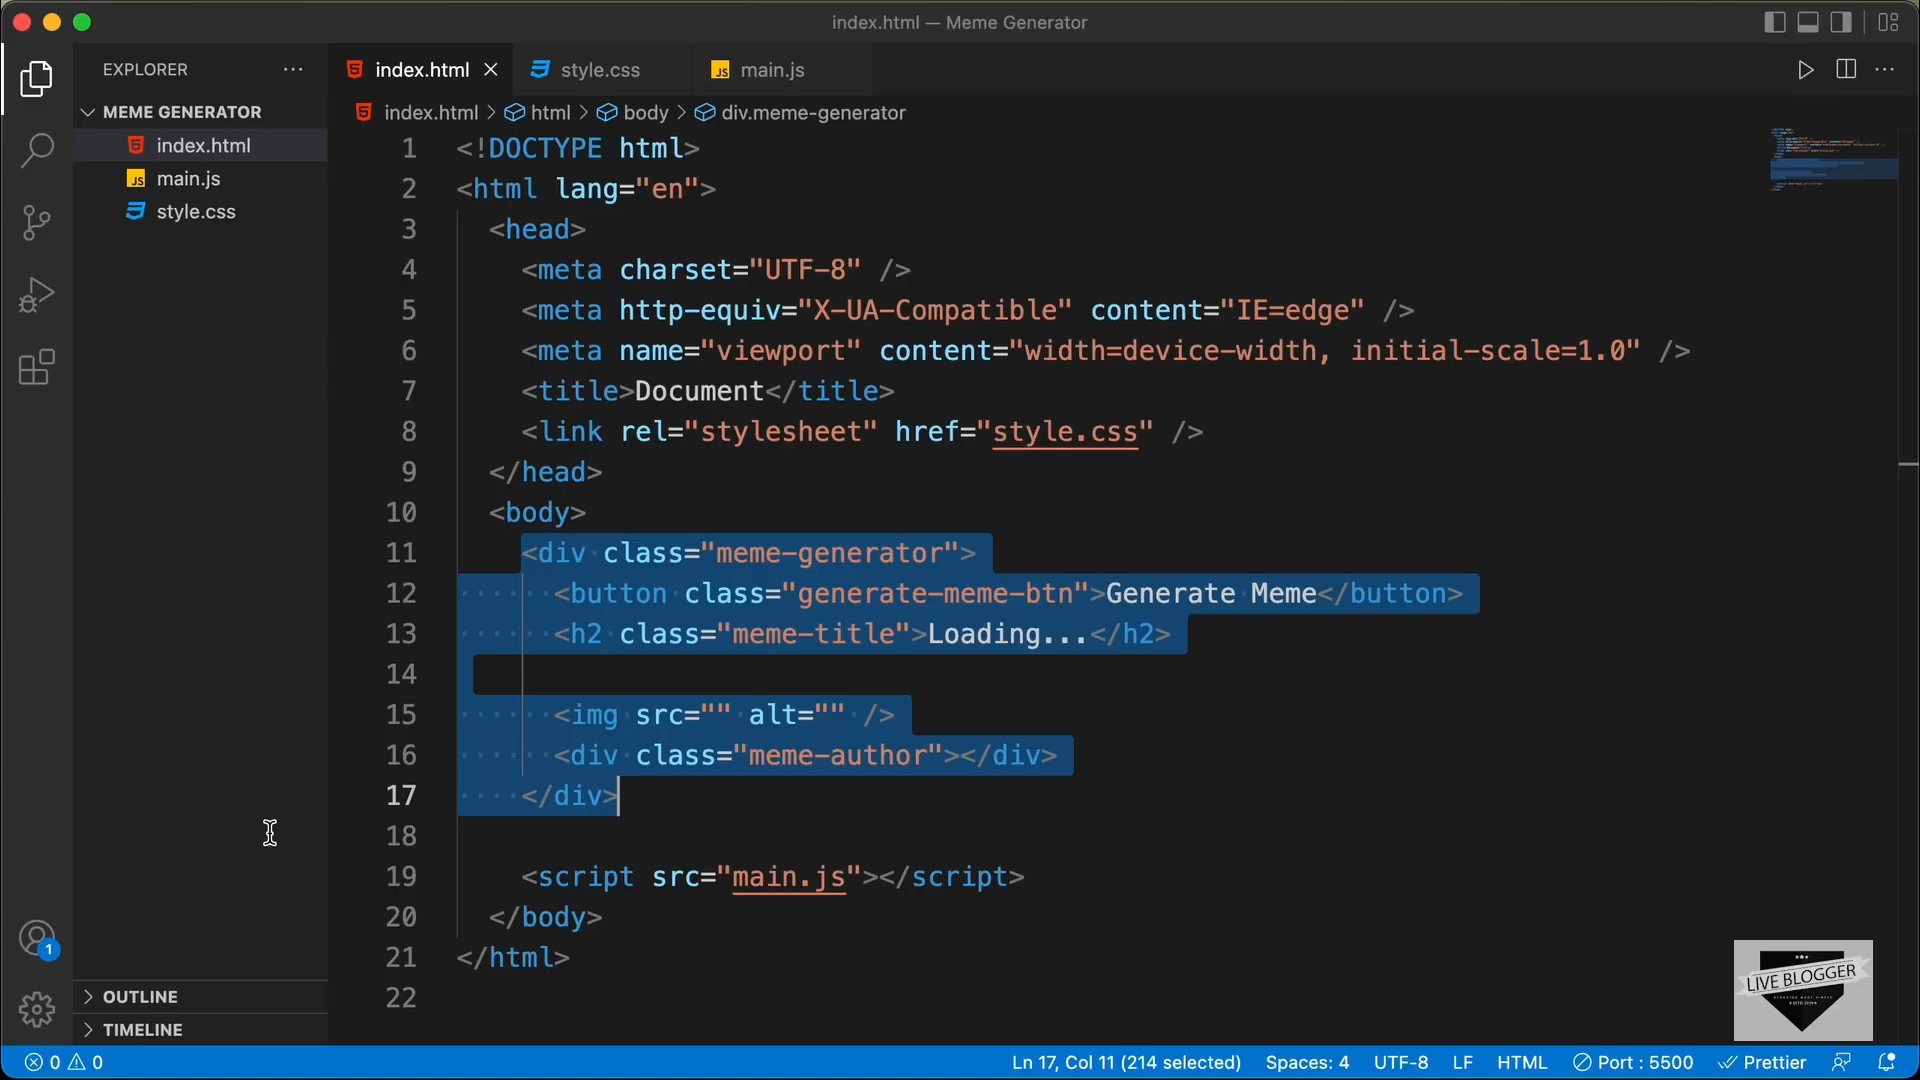 index.html — Meme Generator
EXPLORER
MEME GENERATOR
index.html
main.js
style.css
OUTLINE
TIMELINE
index.html
style.css
main.js
index.html > html > body > div.meme-generator
1 <!DOCTYPE html>
2 <html lang="en">
3 <head>
4 <meta charset="UTF-8" />
5 <meta http-equiv="X-UA-Compatible" content="IE=edge" />
6 <meta name="viewport" content="width=device-width, initial-scale=1.0" />
7 <title>Document</title>
8 <link rel="stylesheet" href="style.css" />
9 </head>
10 <body>
11 <div class="meme-generator">
12 <button class="generate-meme-btn">Generate Meme</button>
13 <h2 class="meme-title">Loading...</h2>
14
15 <img src="" alt="" />
16 <div class="meme-author"></div>
17 </div>
18
19 <script src="main.js"></script>
20 </body>
21 </html>
22
1
LIVE BLOGGER
0 0
Ln 17, Col 11 (214 selected) Spaces: 4 UTF-8 LF HTML Port : 5500 Prettier